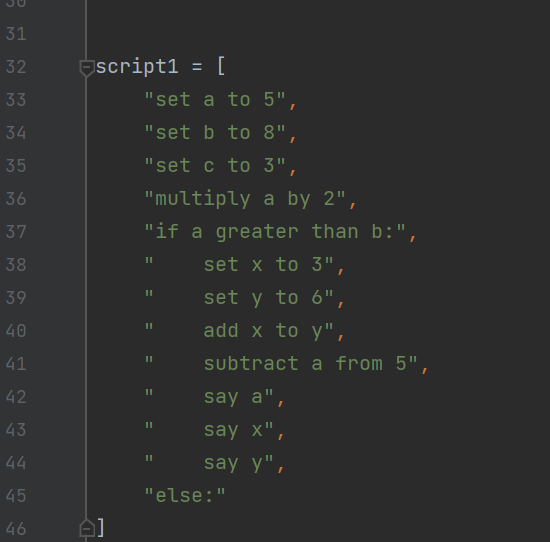 30
31
32 script1 = [
33     "set a to 5",
34     "set b to 8",
35     "set c to 3",
36     "multiply a by 2",
37     "if a greater than b:",
38     "    set x to 3",
39     "    set y to 6",
40     "    add x to y",
41     "    subtract a from 5",
42     "    say a",
43     "    say x",
44     "    say y",
45     "else:"
46 ]